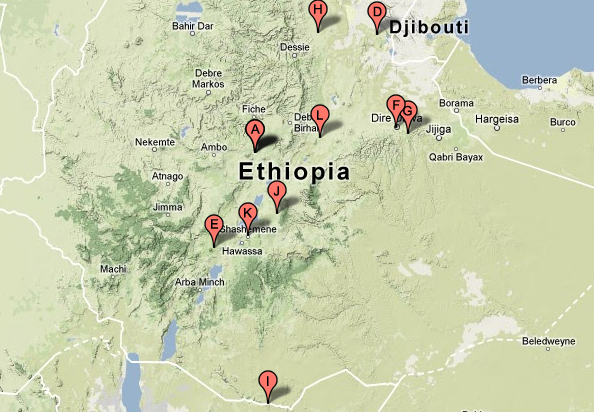 H
D
Djibouti
Bahir Dar
Dessie
Berbera
Debre
Markos
Fiche
F
G
Borama
Debre
Birhan
L
A
Dire Dawa
Hargeisa
Burco
Jijiga
Nekemte
Ambo
Qabri Bayax
Ethiopia
Atnago
J
Jimma
K
E
Shashemene
Hawassa
Machi
Arba Minch
Beledweyne
I